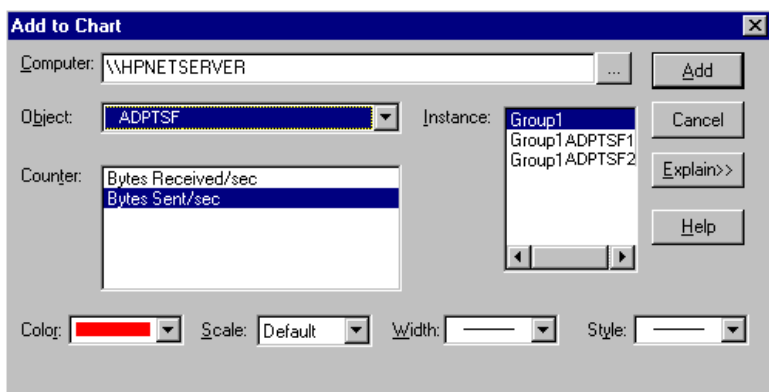 Add to Chart
Computer: \\HPNETSERVER ... Add
Object: ADPTSF Instance: Group1 Cancel
Group1ADPTSF1
Group1ADPTSF2
Counter: Bytes Received/sec Explain>>
Bytes Sent/sec
Help
Color: Scale: Default Width: Style: